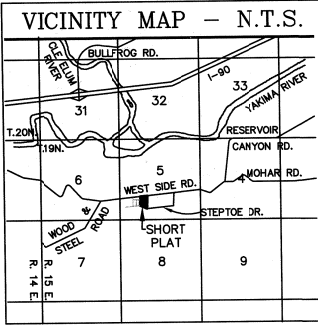 VICINITY MAP – N.T.S.
BULLFROG RD.
CLE ELUM
RIVER
I-90
31
32
33
YAKIMA RIVER
T.20N.
T.19N.
RESERVOIR
CANYON RD.
6
5
4
MOHAR RD.
WEST SIDE RD.
STEPTOE DR.
WOOD &
STEEL
ROAD
SHORT
PLAT
7
8
9
R. 14 E.
R. 15 E.